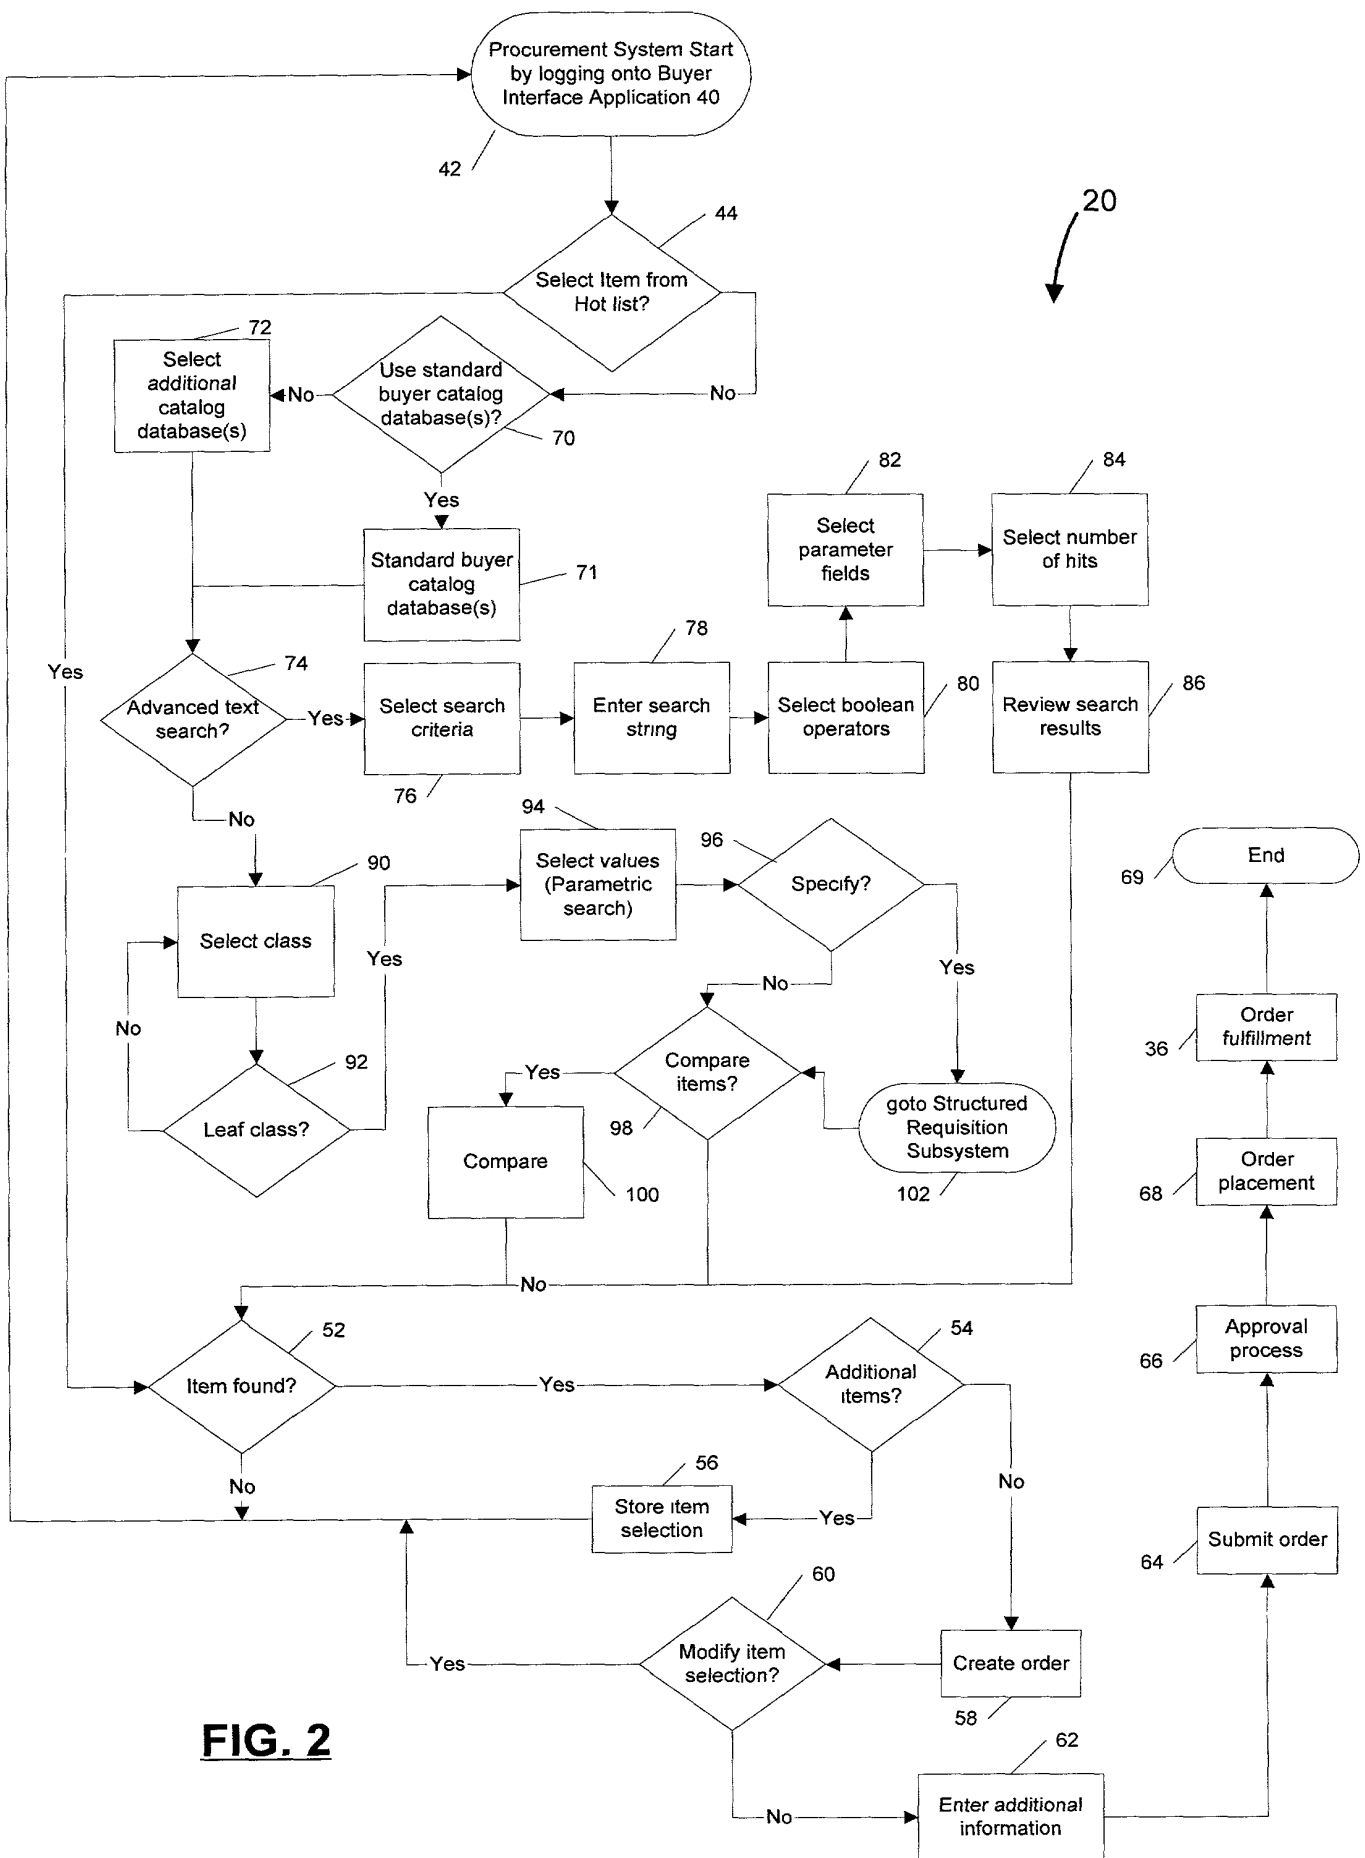 Procurement System Start
by logging onto Buyer
Interface Application 40
42
44
20
Select Item from
Hot list?
72
Select
additional
catalog
database(s)
No
Use standard
buyer catalog
database(s)?
No
70
82
84
Yes
Select
parameter
fields
Select number
of hits
Standard buyer
catalog
database(s)
71
78
Yes
74
80
86
Advanced text
search?
Yes
Select search
criteria
Enter search
string
Select boolean
operators
Review search
results
76
94
No
96
90
Select values
(Parametric
search)
Specify?
69
End
Select class
Yes
Yes
No
No
Order
fulfillment
36
92
Compare
items?
Yes
98
goto Structured
Requisition
Subsystem
102
Leaf class?
Compare
100
Order
placement
68
No
52
54
Approval
process
66
Item found?
Yes
Additional
items?
56
No
No
Store item
selection
Yes
Submit order
64
60
Modify item
selection?
Yes
Create order
58
FIG. 2
62
No
Enter additional
information